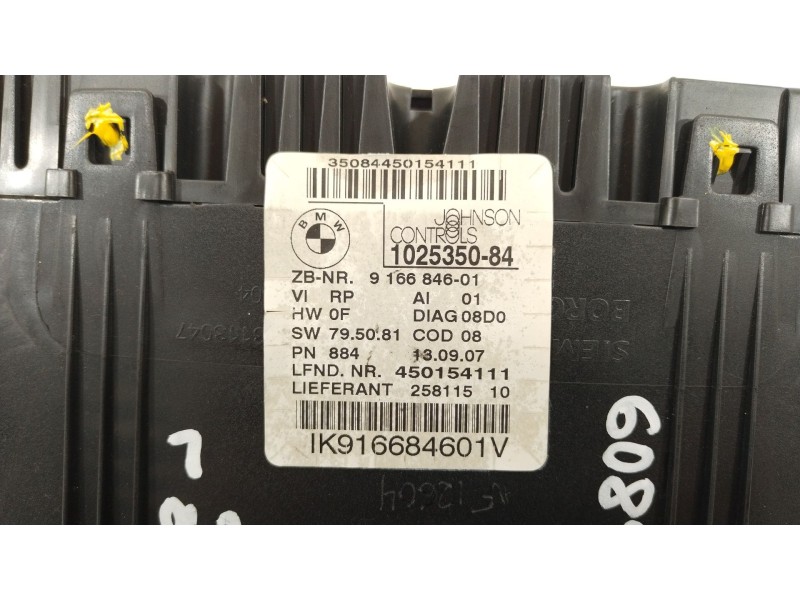 35084450154111
BMW
JOHNSON
CONTROLS
1025350-84
ZB-NR. 9 166 846-01
VI RP AI 01
HW 0F DIAG 08D0
SW 79.50.81 COD 08
PN 884 13.09.07
LFND. NR. 450154111
LIEFERANT 258115 10
IK916684601V